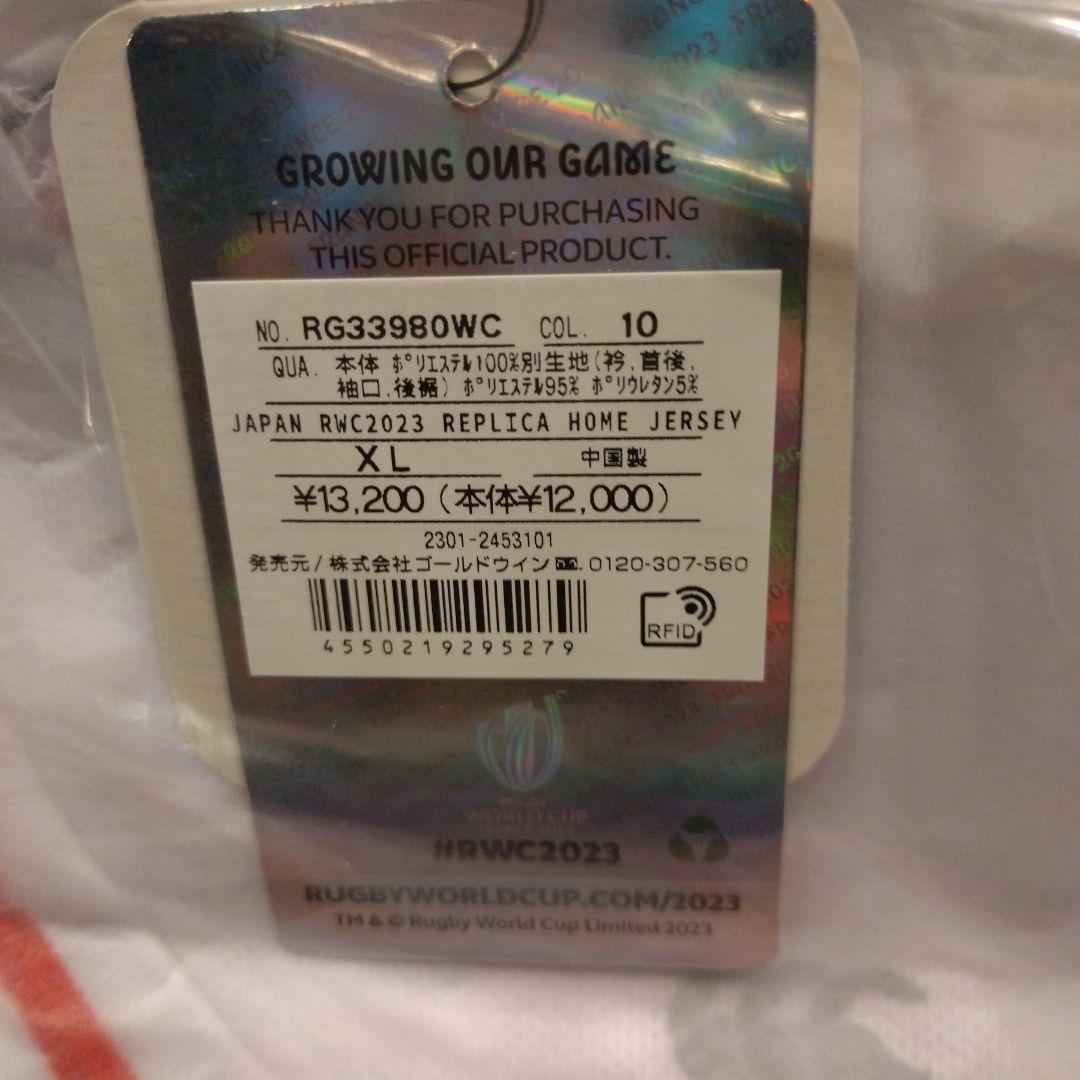 GROWING OUR GAME
THANK YOU FOR PURCHASING
THIS OFFICIAL PRODUCT.
NO. RG33980WC COL. 10
QUA. 本体 ﾎﾟﾘｴｽﾃﾙ100%別生地(衿,首後,
袖口,後裾) ﾎﾟﾘｴｽﾃﾙ95% ﾎﾟﾘｳﾚﾀﾝ5%
JAPAN RWC2023 REPLICA HOME JERSEY
XL 中国製
¥13,200(本体¥12,000)
2301-2453101
発売元/株式会社ゴールドウイン 0120-307-560
RFID
4550219295279
WORLD CUP
#RWC2023
RUGBYWORLDCUP.COM/2023
TM & © Rugby World Cup Limited 2023